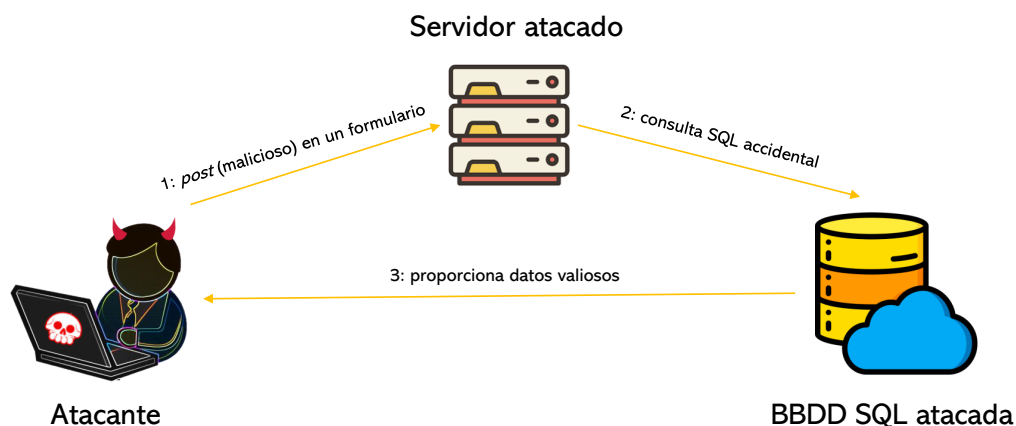 Servidor atacado
1: post (malicioso) en un formulario
2: consulta SQL accidental
3: proporciona datos valiosos
Atacante
BBDD SQL atacada